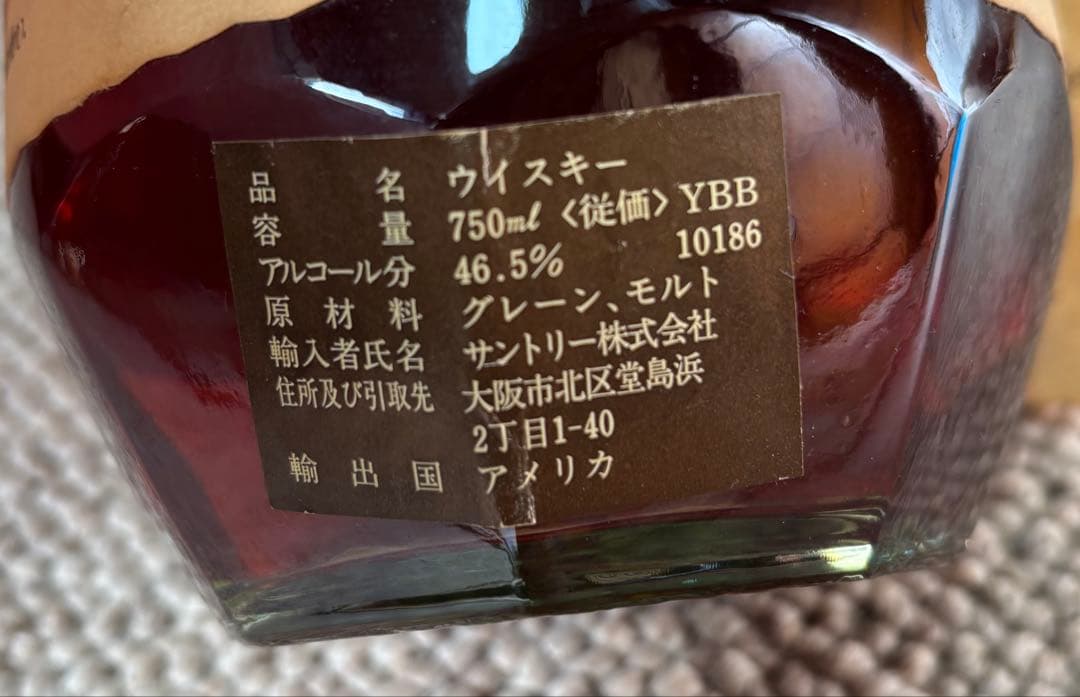 品名 ウイスキー
容量 750ml 〈従価〉 YBB
10186
アルコール分 46.5%
原材料 グレーン、モルト
輸入者氏名 サントリー株式会社
住所及び引取先 大阪市北区堂島浜
2丁目1-40
輸出国 アメリカ